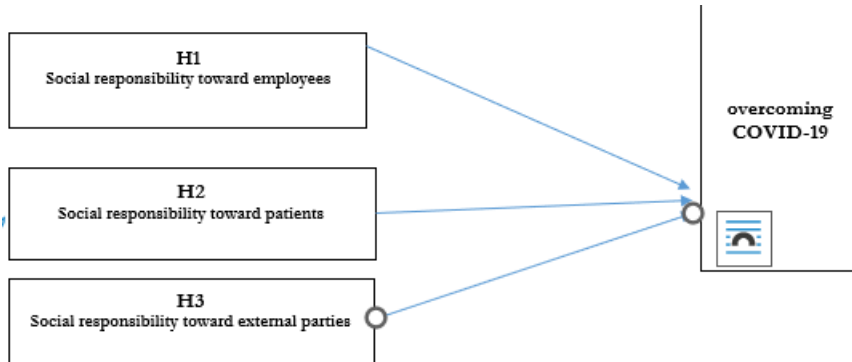 H1
Social responsibility toward employees
overcoming
COVID-19
H2
Social responsibility toward patients
H3
Social responsibility toward external parties